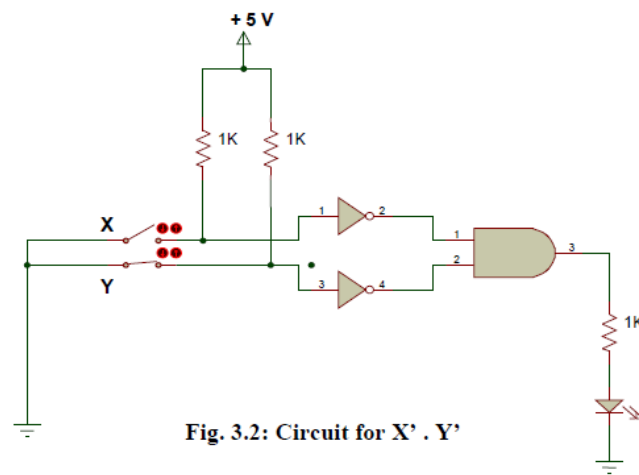 + 5 V
1K 1K
X
1 2
1
3
2
Y
3 4
1K
Fig. 3.2: Circuit for X’ . Y’